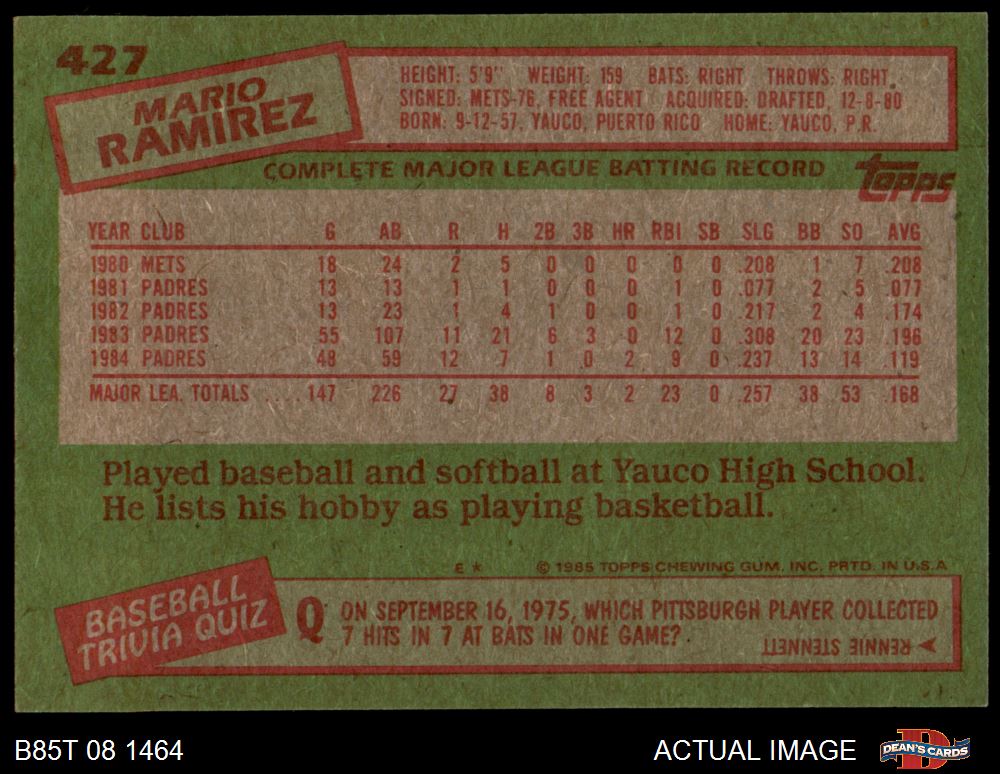 427
MARIO
RAMIREZ
HEIGHT: 5'9" WEIGHT: 159 BATS: RIGHT THROWS: RIGHT
SIGNED: METS-76, FREE AGENT ACQUIRED: DRAFTED, 12-8-80
BORN: 9-12-57, YAUCO, PUERTO RICO HOME: YAUCO, P.R.
COMPLETE MAJOR LEAGUE BATTING RECORD
topps
YEAR CLUB G AB R H 2B 3B HR RBI SB SLG BB SO AVG
1980 METS 18 24 2 5 0 0 0 0 0 .208 1 7 .208
1981 PADRES 13 13 1 1 0 0 0 1 0 .077 2 5 .077
1982 PADRES 13 23 1 4 1 0 0 1 0 .217 2 4 .174
1983 PADRES 55 107 11 21 6 3 0 12 0 .308 20 23 .196
1984 PADRES 48 59 12 7 1 0 2 9 0 .237 13 14 .119
MAJOR LEA. TOTALS .... 147 226 27 38 8 3 2 23 0 .257 38 53 .168
Played baseball and softball at Yauco High School.
He lists his hobby as playing basketball.
E * © 1985 TOPPS CHEWING GUM, INC. PRTD. IN U.S.A
BASEBALL
TRIVIA QUIZ
Q ON SEPTEMBER 16, 1975, WHICH PITTSBURGH PLAYER COLLECTED
7 HITS IN 7 AT BATS IN ONE GAME?
RENNIE STENNETT
B85T 08 1464
ACTUAL IMAGE
DEAN'S CARDS